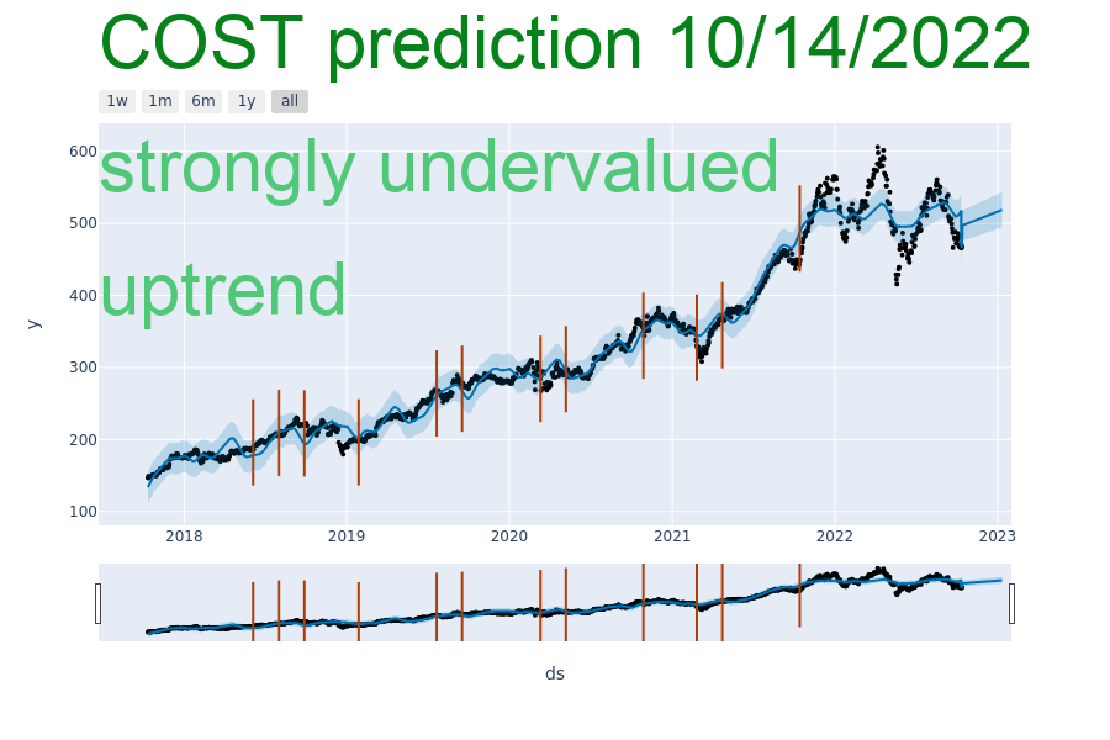 COST prediction 10/14/2022
1w 1m 6m 1y all
600
strongly undervalued
500
uptrend
400
y
300
200
100
2018 2019 2020 2021 2022 2023
ds